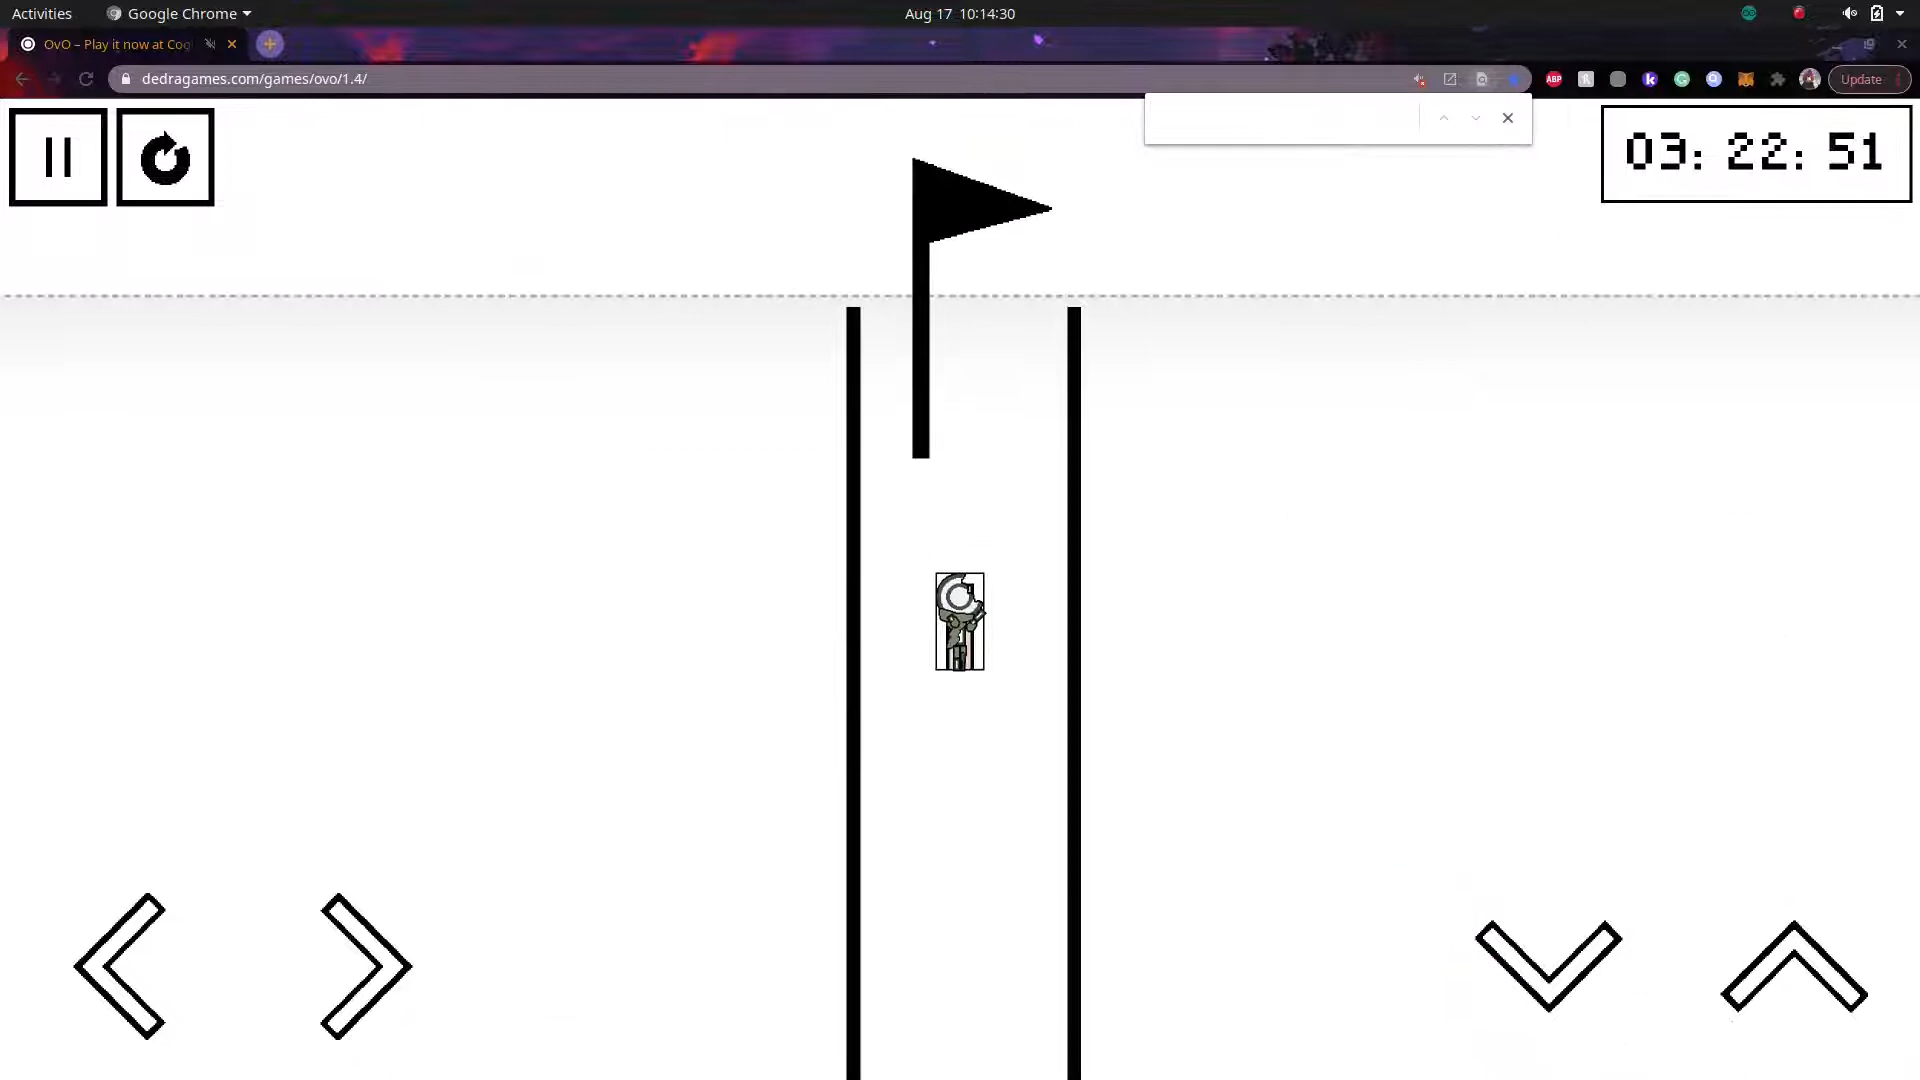 Activities
Google Chrome
Aug 17 10:14:30
OvO – Play it now at Coo
dedragames.com/games/ovo/1.4/
ABP
Update
03: 22: 51